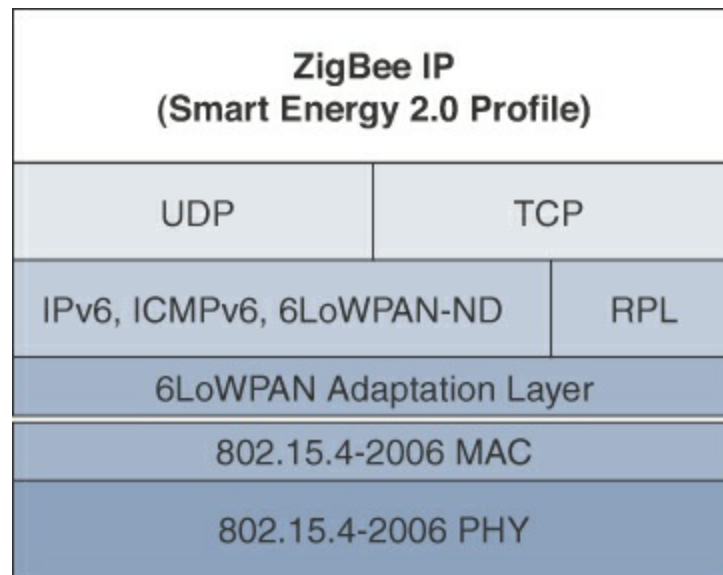 ZigBee IP
(Smart Energy 2.0 Profile)
UDP
TCP
IPv6, ICMPv6, 6LoWPAN-ND
RPL
6LoWPAN Adaptation Layer
802.15.4-2006 MAC
802.15.4-2006 PHY